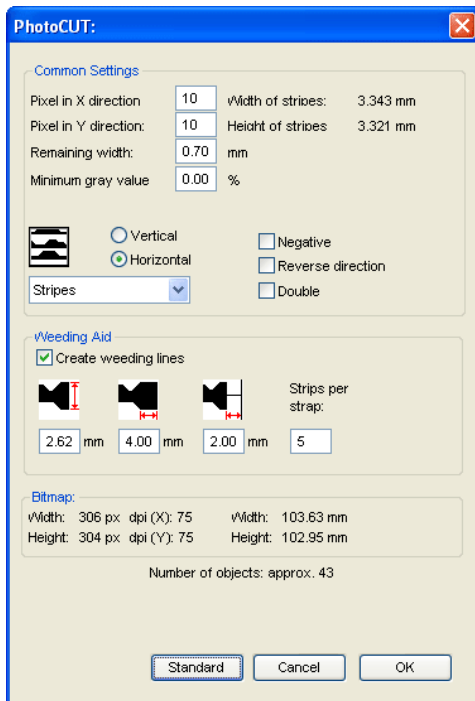 PhotoCUT:
Common Settings
Pixel in X direction 10 Width of stripes: 3.343 mm
Pixel in Y direction: 10 Height of stripes 3.321 mm
Remaining width: 0.70 mm
Minimum gray value 0.00 %
Vertical
Horizontal
Negative
Reverse direction
Double
Stripes
Weeding Aid
Create weeding lines
Strips per
strap:
2.62 mm 4.00 mm 2.00 mm 5
Bitmap:
Width: 306 px dpi (X): 75 Width: 103.63 mm
Height: 304 px dpi (Y): 75 Height: 102.95 mm
Number of objects: approx. 43
Standard Cancel OK